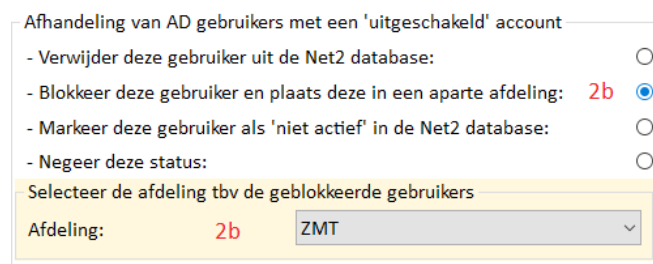 Afhandeling van AD gebruikers met een 'uitgeschakeld' account
- Verwijder deze gebruiker uit de Net2 database:
- Blokkeer deze gebruiker en plaats deze in een aparte afdeling: 2b
- Markeer deze gebruiker als 'niet actief' in de Net2 database:
- Negeer deze status:
Selecteer de afdeling tbv de geblokkeerde gebruikers
Afdeling: 2b ZMT